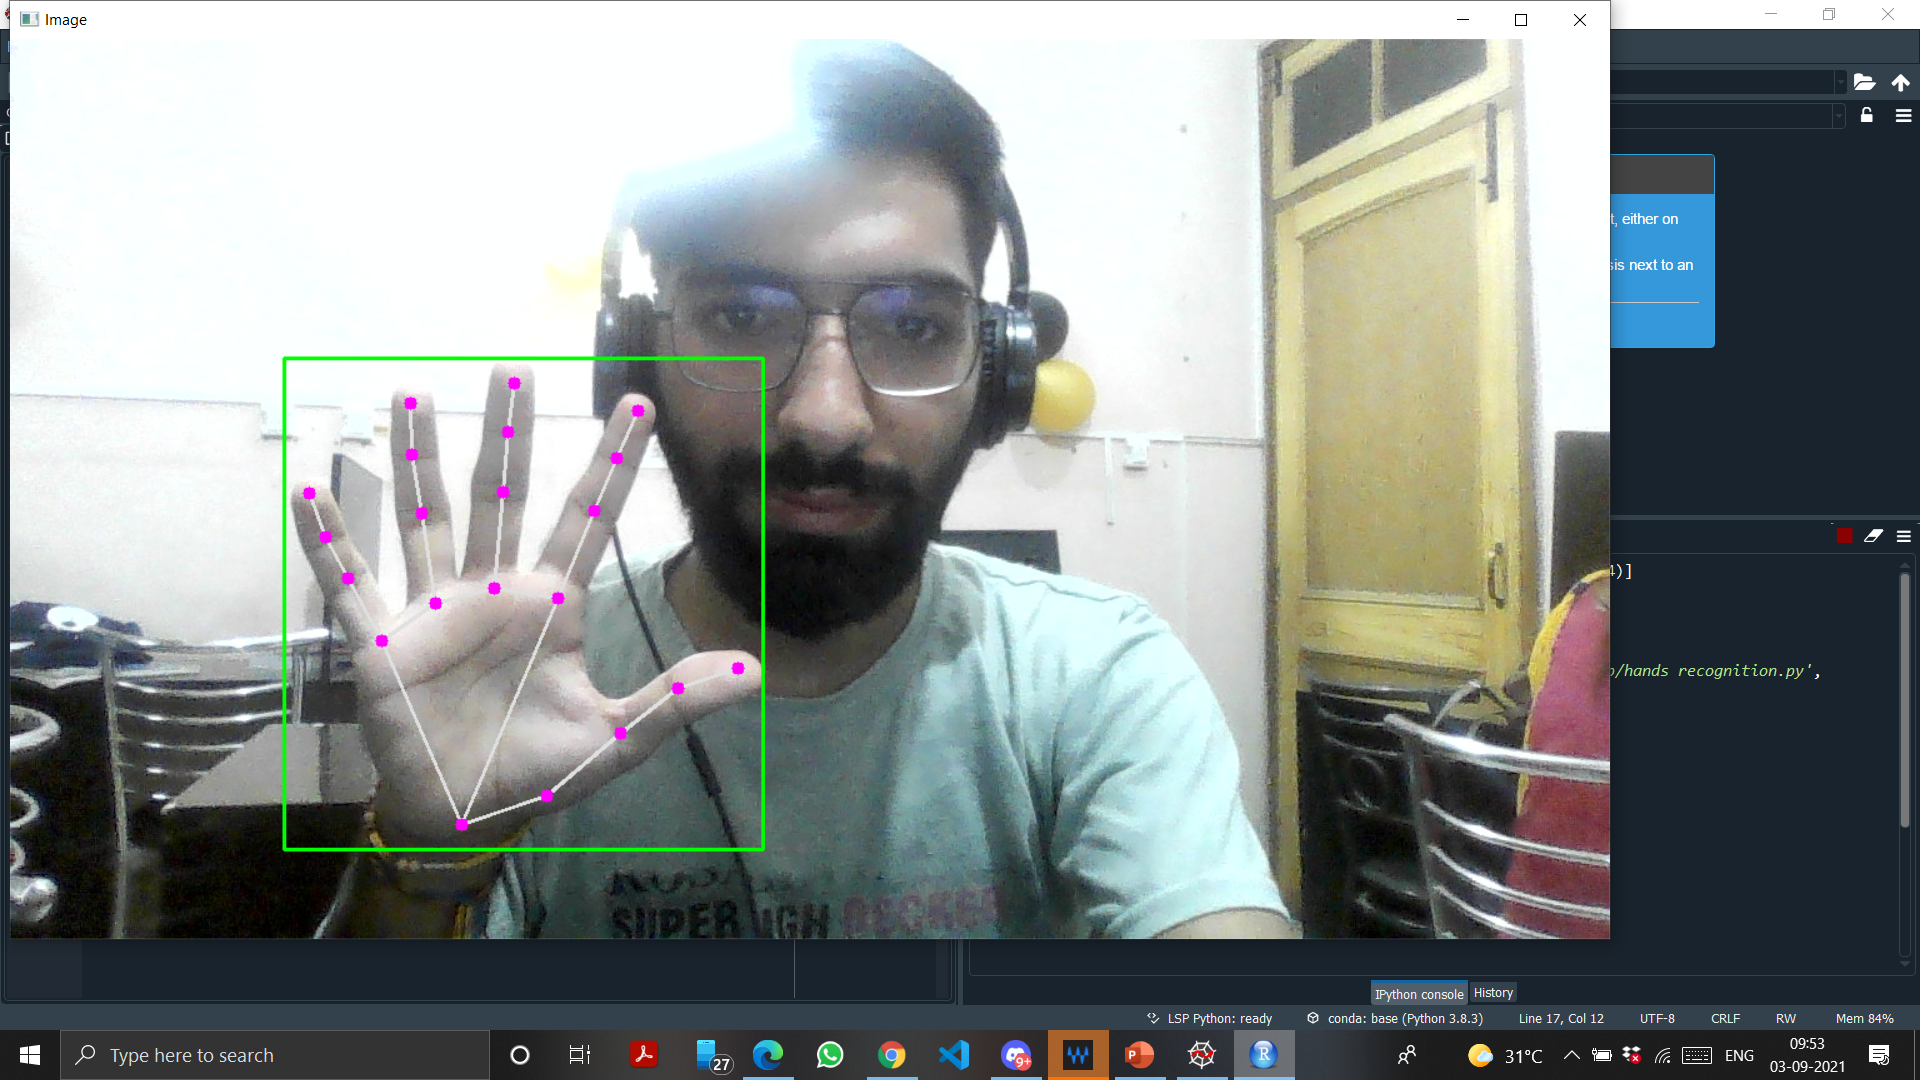 Image
t, either on
sis next to an
4)]
o/hands recognition.py',
SUPER
IPython console
History
LSP Python: ready
conda: base (Python 3.8.3)
Line 17, Col 12
UTF-8
CRLF
RW
Mem 84%
Type here to search
27
9+
31°C
ENG
09:53
03-09-2021